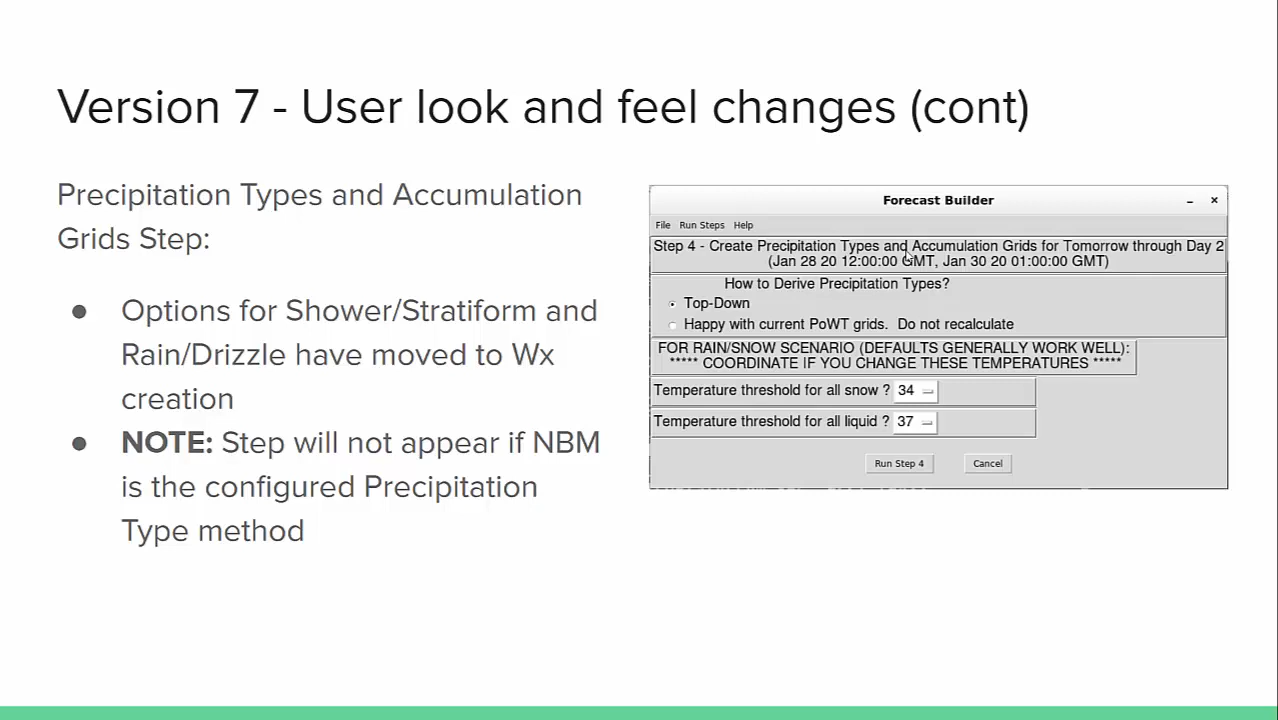 Version 7 - User look and feel changes (cont)
Precipitation Types and Accumulation
Grids Step:
● Options for Shower/Stratiform and
Rain/Drizzle have moved to Wx
creation
● NOTE: Step will not appear if NBM
is the configured Precipitation
Type method
Forecast Builder
File Run Steps Help
Step 4 - Create Precipitation Types and Accumulation Grids for Tomorrow through Day 2
(Jan 28 20 12:00:00 GMT, Jan 30 20 01:00:00 GMT)
How to Derive Precipitation Types?
Top-Down
Happy with current PoWT grids. Do not recalculate
FOR RAIN/SNOW SCENARIO (DEFAULTS GENERALLY WORK WELL):
***** COORDINATE IF YOU CHANGE THESE TEMPERATURES *****
Temperature threshold for all snow ? 34
Temperature threshold for all liquid ? 37
Run Step 4 Cancel